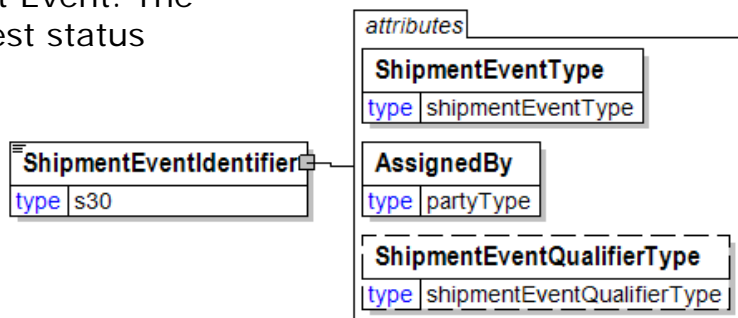 t Event. The
est status
attributes
ShipmentEventType
type shipmentEventType
ShipmentEventIdentifier
type s30
AssignedBy
type partyType
ShipmentEventQualifierType
type shipmentEventQualifierType